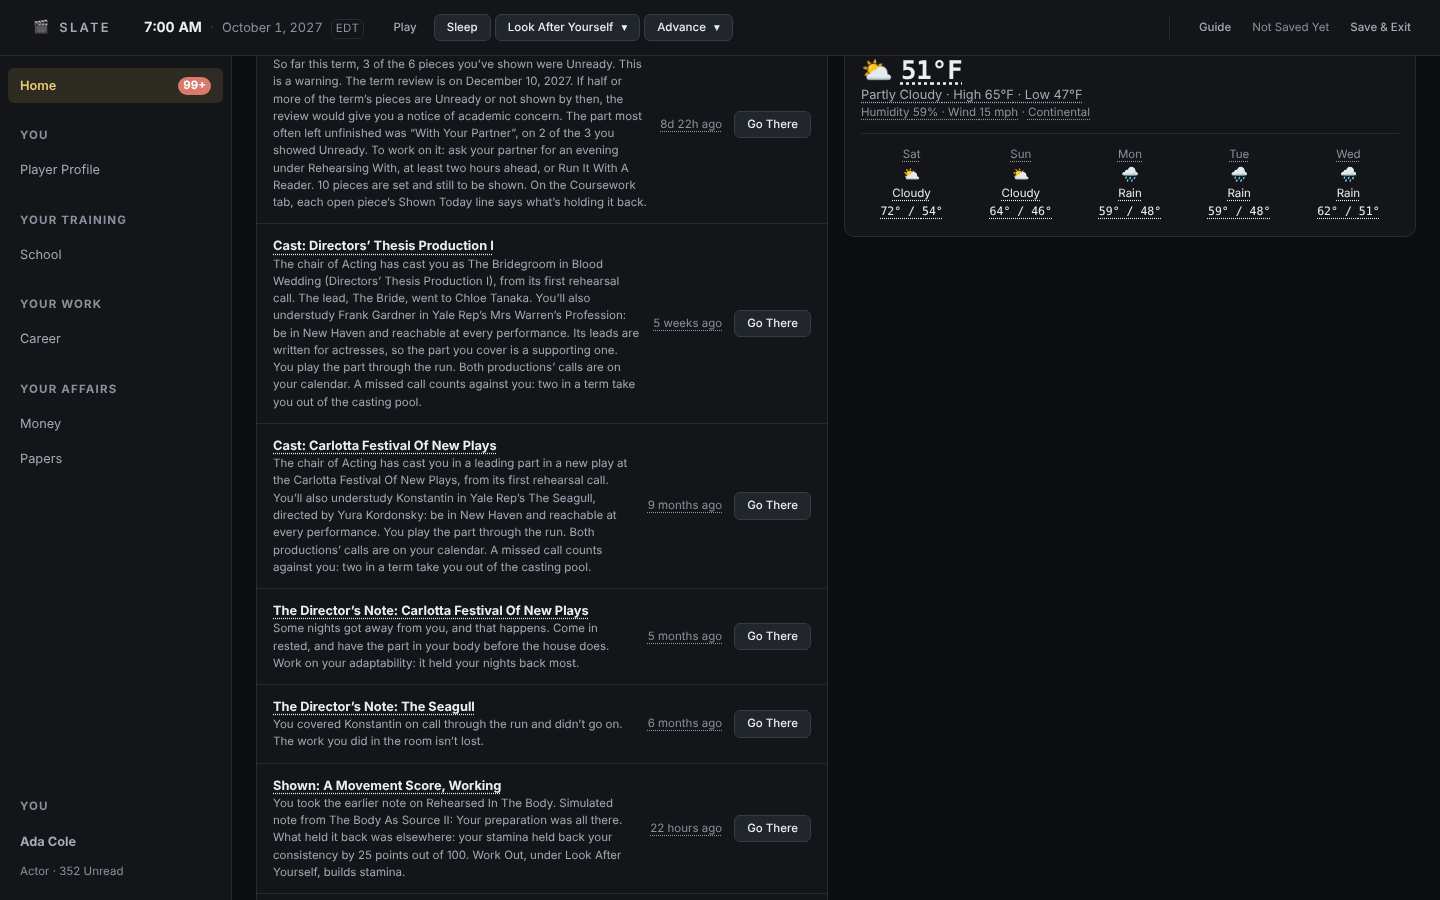 SLATE
7:00 AM · October 1, 2027 EDT
Play
Sleep
Look After Yourself ▾
Advance ▾
Guide
Not Saved Yet
Save & Exit
Home
99+
YOU
Player Profile
YOUR TRAINING
School
YOUR WORK
Career
YOUR AFFAIRS
Money
Papers
YOU
Ada Cole
Actor · 352 Unread
So far this term, 3 of the 6 pieces you’ve shown were Unready. This
is a warning. The term review is on December 10, 2027. If half or
more of the term’s pieces are Unready or not shown by then, the
review would give you a notice of academic concern. The part most
often left unfinished was “With Your Partner”, on 2 of the 3 you
showed Unready. To work on it: ask your partner for an evening
under Rehearsing With, at least two hours ahead, or Run It With A
Reader. 10 pieces are set and still to be shown. On the Coursework
tab, each open piece’s Shown Today line says what’s holding it back.
8d 22h ago
Go There
Cast: Directors’ Thesis Production I
The chair of Acting has cast you as The Bridegroom in Blood
Wedding (Directors’ Thesis Production I), from its first rehearsal
call. The lead, The Bride, went to Chloe Tanaka. You’ll also
understudy Frank Gardner in Yale Rep’s Mrs Warren’s Profession:
be in New Haven and reachable at every performance. Its leads are
written for actresses, so the part you cover is a supporting one.
You play the part through the run. Both productions’ calls are on
your calendar. A missed call counts against you: two in a term take
you out of the casting pool.
5 weeks ago
Go There
Cast: Carlotta Festival Of New Plays
The chair of Acting has cast you in a leading part in a new play at
the Carlotta Festival Of New Plays, from its first rehearsal call.
You’ll also understudy Konstantin in Yale Rep’s The Seagull,
directed by Yura Kordonsky: be in New Haven and reachable at
every performance. You play the part through the run. Both
productions’ calls are on your calendar. A missed call counts
against you: two in a term take you out of the casting pool.
9 months ago
Go There
The Director’s Note: Carlotta Festival Of New Plays
Some nights got away from you, and that happens. Come in
rested, and have the part in your body before the house does.
Work on your adaptability: it held your nights back most.
5 months ago
Go There
The Director’s Note: The Seagull
You covered Konstantin on call through the run and didn’t go on.
The work you did in the room isn’t lost.
6 months ago
Go There
Shown: A Movement Score, Working
You took the earlier note on Rehearsed In The Body. Simulated
note from The Body As Source II: Your preparation was all there.
What held it back was elsewhere: your stamina held back your
consistency by 25 points out of 100. Work Out, under Look After
Yourself, builds stamina.
22 hours ago
Go There
51°F
Partly Cloudy · High 65°F · Low 47°F
Humidity 59% · Wind 15 mph · Continental
Sat Sun Mon Tue Wed
Cloudy Cloudy Rain Rain Rain
72° / 54° 64° / 46° 59° / 48° 59° / 48° 62° / 51°